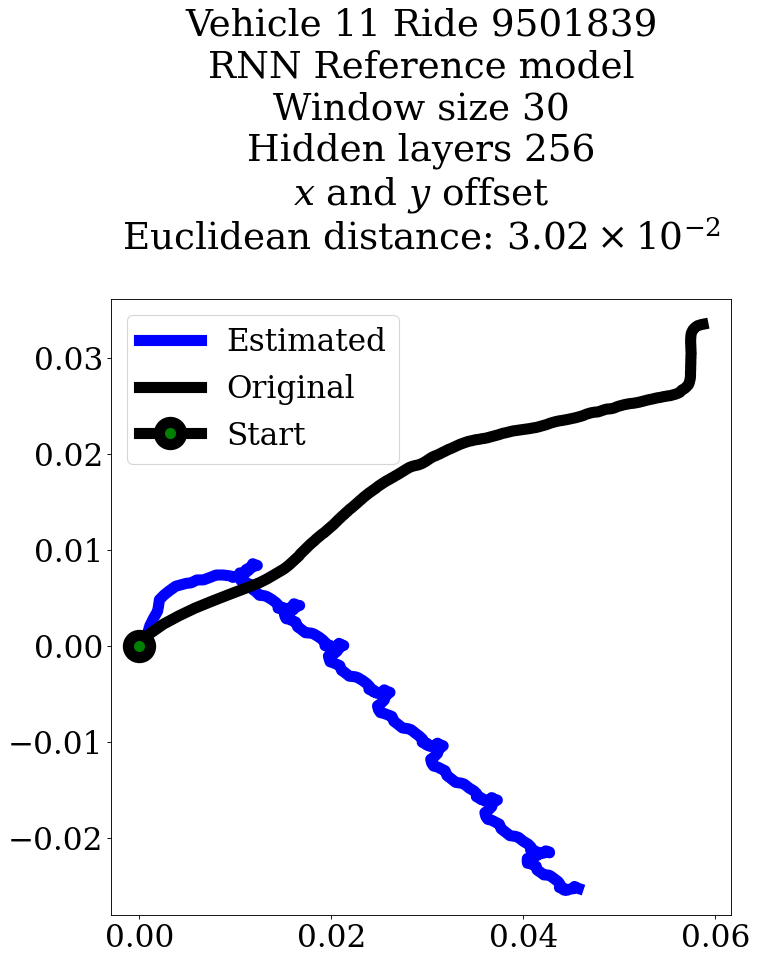 Vehicle 11 Ride 9501839
RNN Reference model
Window size 30
Hidden layers 256
x and y offset
Euclidean distance: 3.02 × 10⁻²
Estimated
Original
Start
0.03
0.02
0.01
0.00
−0.01
−0.02
0.00 0.02 0.04 0.06